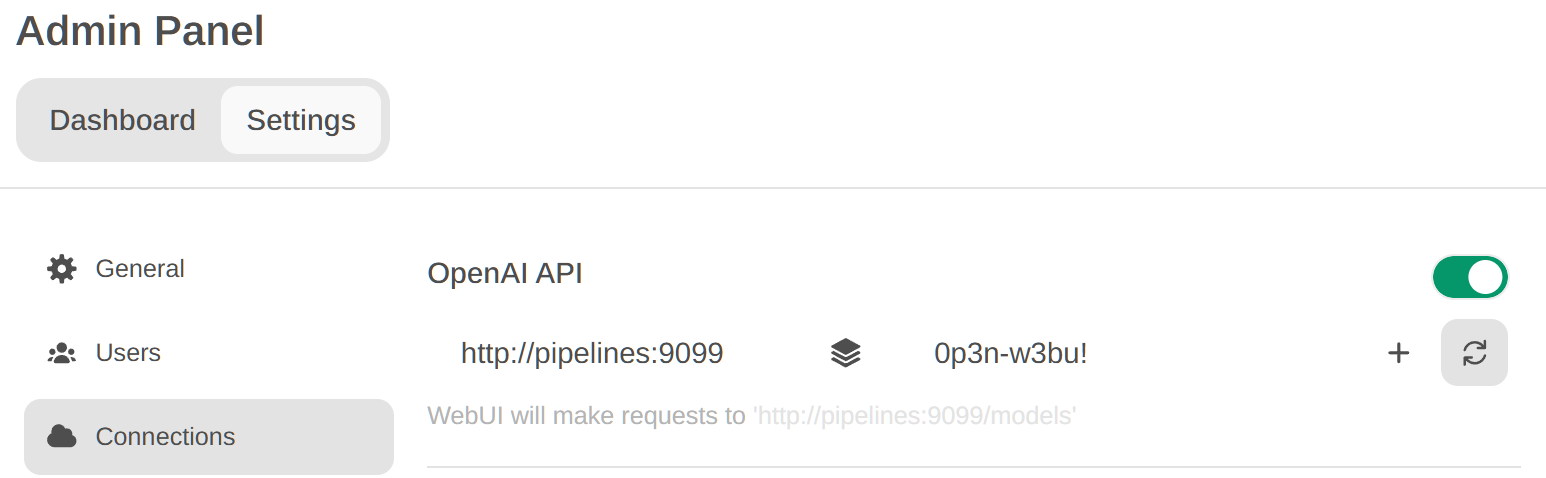 Admin Panel
Dashboard Settings
General
Users
Connections
OpenAI API
http://pipelines:9099 0p3n-w3bu!
WebUI will make requests to 'http://pipelines:9099/models'